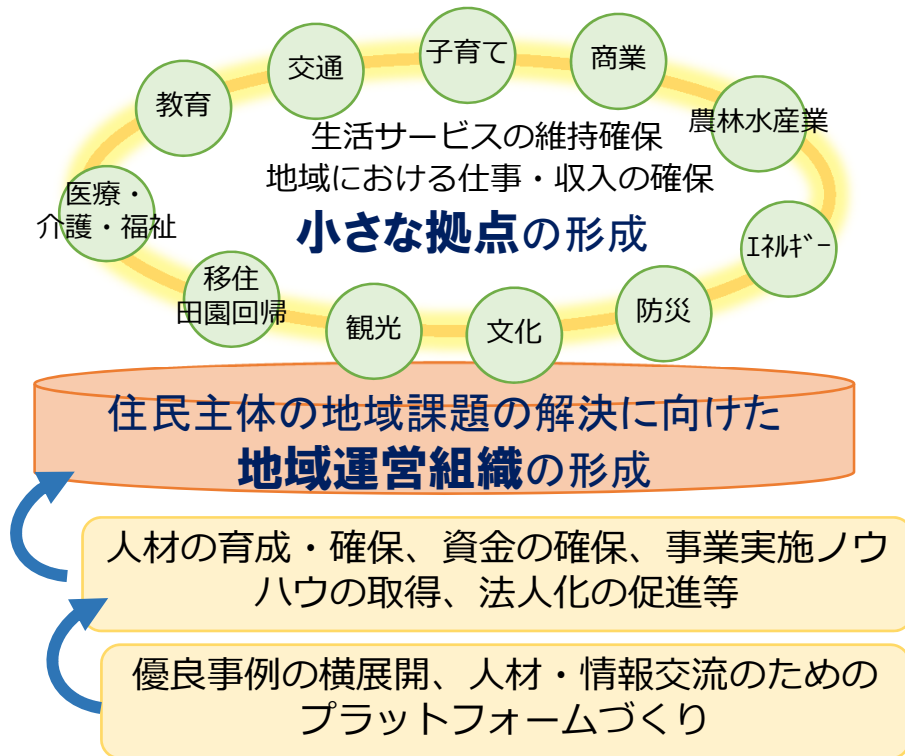 子育て
交通
商業
教育
農林水産業
生活サービスの維持確保
地域における仕事・収入の確保
医療・
介護・福祉
小さな拠点の形成
ｴﾈﾙｷﾞｰ
移住
田園回帰
防災
観光
文化
住民主体の地域課題の解決に向けた
地域運営組織の形成
人材の育成・確保、資金の確保、事業実施ノウ
ハウの取得、法人化の促進等
優良事例の横展開、人材・情報交流のための
プラットフォームづくり